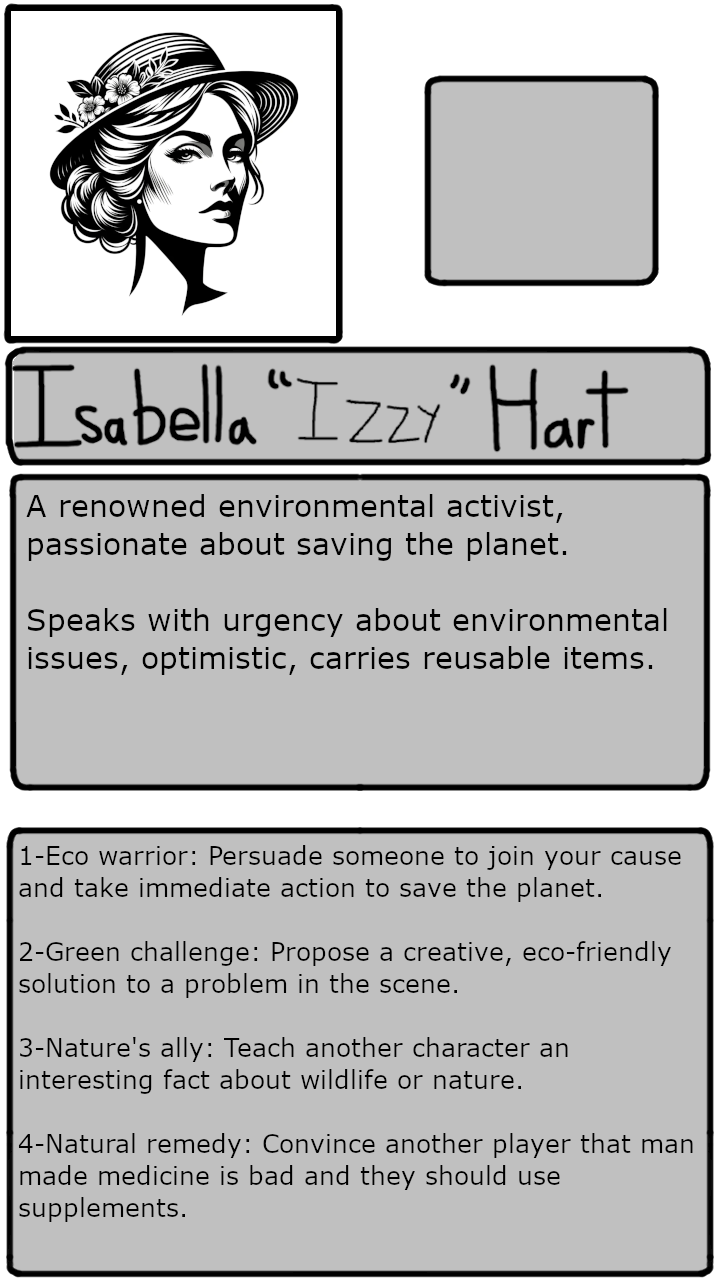 Isabella "Izzy" Hart
A renowned environmental activist,
passionate about saving the planet.
Speaks with urgency about environmental
issues, optimistic, carries reusable items.
1-Eco warrior: Persuade someone to join your cause
and take immediate action to save the planet.
2-Green challenge: Propose a creative, eco-friendly
solution to a problem in the scene.
3-Nature's ally: Teach another character an
interesting fact about wildlife or nature.
4-Natural remedy: Convince another player that man
made medicine is bad and they should use
supplements.